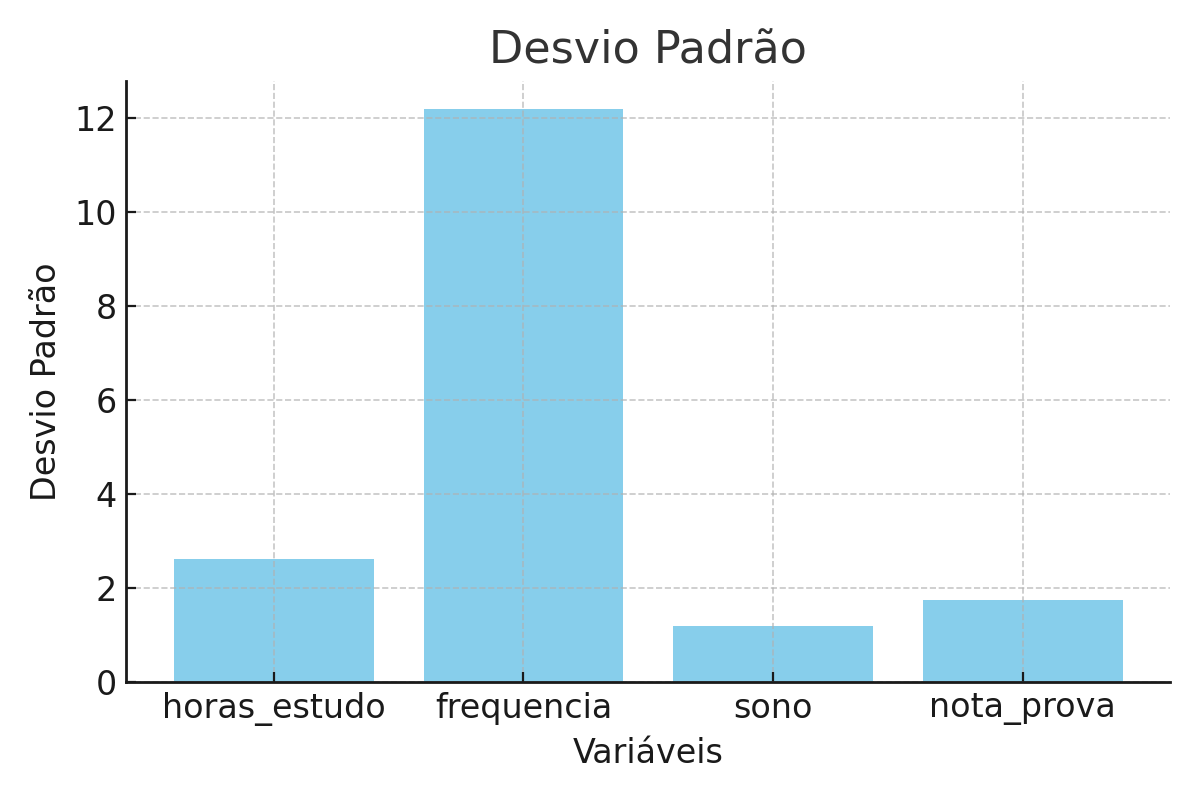 Desvio Padrão
Desvio Padrão
12
10
8
6
4
2
0
horas_estudo
frequencia
sono
nota_prova
Variáveis